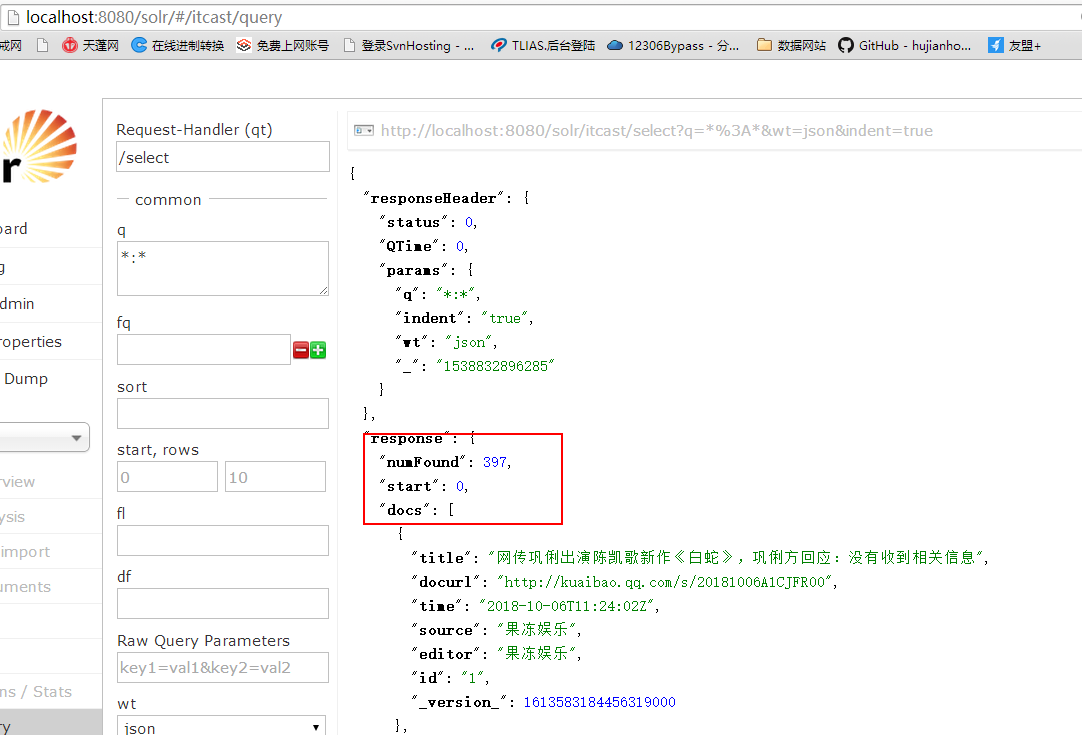 localhost:8080/solr/#/itcast/query
戒网 天蓬网 在线进制转换 免费上网账号 登录SvnHosting - ... TLIAS.后台登陆 12306Bypass - 分... 数据网站 GitHub - hujianho... 友盟+
r
oard
g
dmin
roperties
Dump
rview
ysis
import
uments
ns / Stats
ry
Request-Handler (qt)
/select
common
q
*:*
fq
sort
start, rows
0 10
fl
df
Raw Query Parameters
key1=val1&key2=val2
wt
json
http://localhost:8080/solr/itcast/select?q=*%3A*&wt=json&indent=true
{
"responseHeader": {
"status": 0,
"QTime": 0,
"params": {
"q": "*:*",
"indent": "true",
"wt": "json",
"_": "1538832896285"
}
},
"response": {
"numFound": 397,
"start": 0,
"docs": [
{
"title": "网传巩俐出演陈凯歌新作《白蛇》，巩俐方回应：没有收到相关信息",
"docurl": "http://kuaibao.qq.com/s/20181006A1CJFR00",
"time": "2018-10-06T11:24:02Z",
"source": "果冻娱乐",
"editor": "果冻娱乐",
"id": "1",
"_version_": 1613583184456319000
},